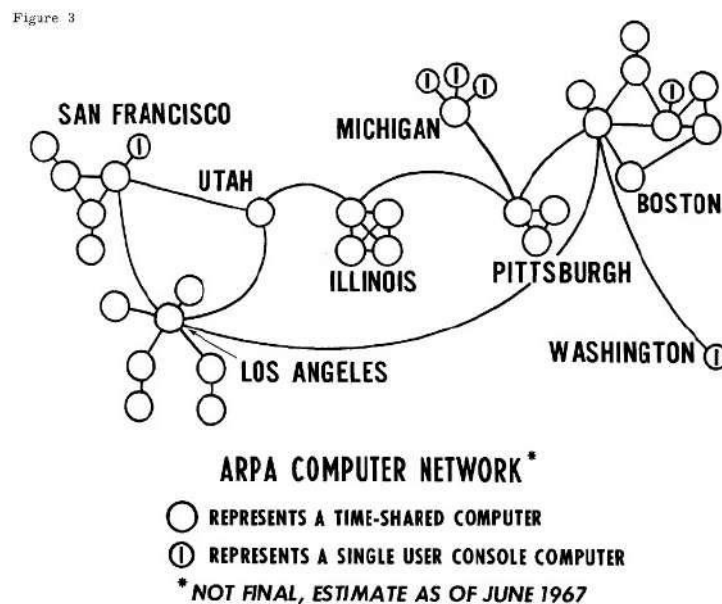 Figure 3
SAN FRANCISCO
MICHIGAN
UTAH
BOSTON
ILLINOIS
PITTSBURGH
LOS ANGELES
WASHINGTON
ARPA COMPUTER NETWORK*
REPRESENTS A TIME-SHARED COMPUTER
I REPRESENTS A SINGLE USER CONSOLE COMPUTER
*NOT FINAL, ESTIMATE AS OF JUNE 1967